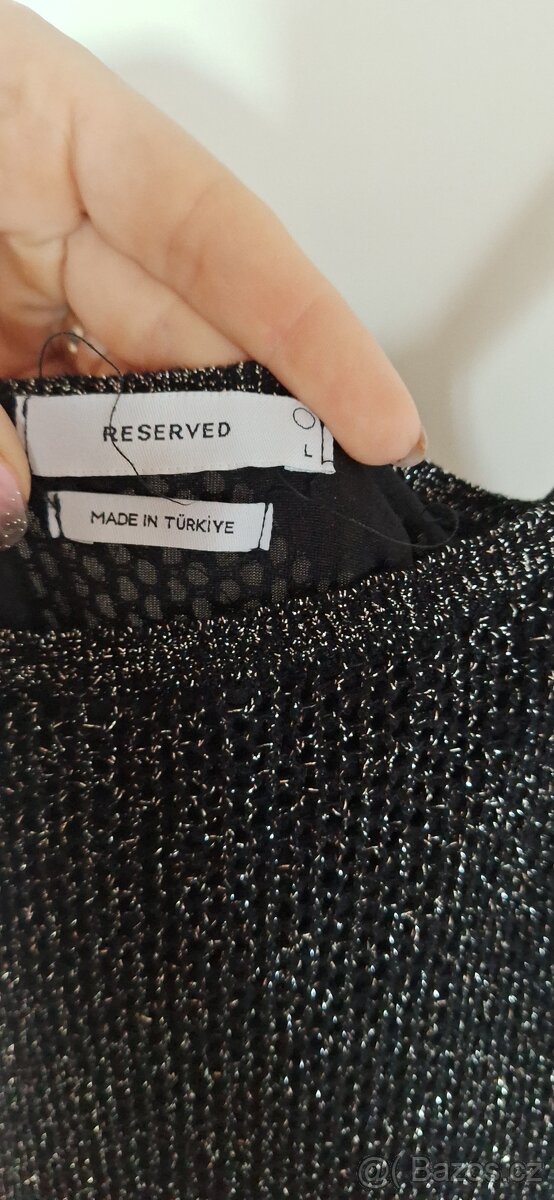 RESERVED
L
MADE IN TÜRKİYE
Bazos.cz